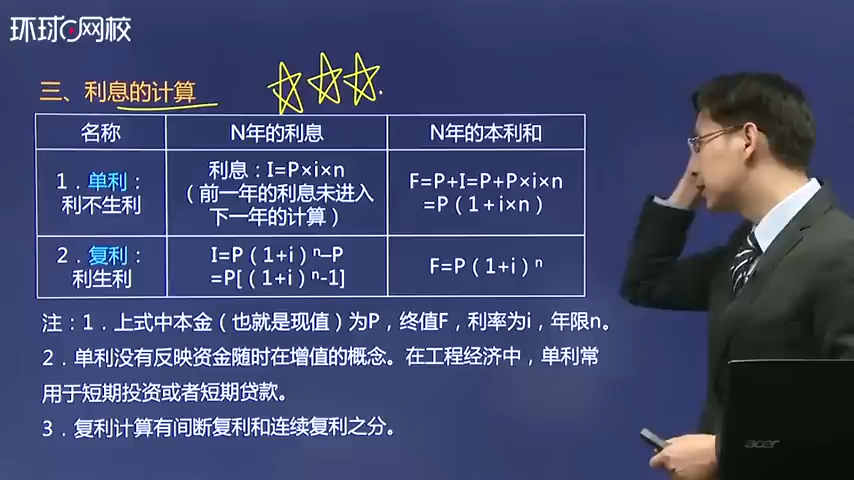 环球网校
三、利息的计算
名称 N年的利息 N年的本利和
1．单利：
利不生利
利息：I=P×i×n
（前一年的利息未进入
下一年的计算）
F=P+I=P+P×i×n
=P（1+i×n）
2．复利：
利生利
I=P（1+i）ⁿ–P
=P[（1+i）ⁿ-1]
F=P（1+i）ⁿ
注：1．上式中本金（也就是现值）为P，终值F，利率为i，年限n。
2．单利没有反映资金随时在增值的概念。在工程经济中，单利常
用于短期投资或者短期贷款。
3．复利计算有间断复利和连续复利之分。
acer